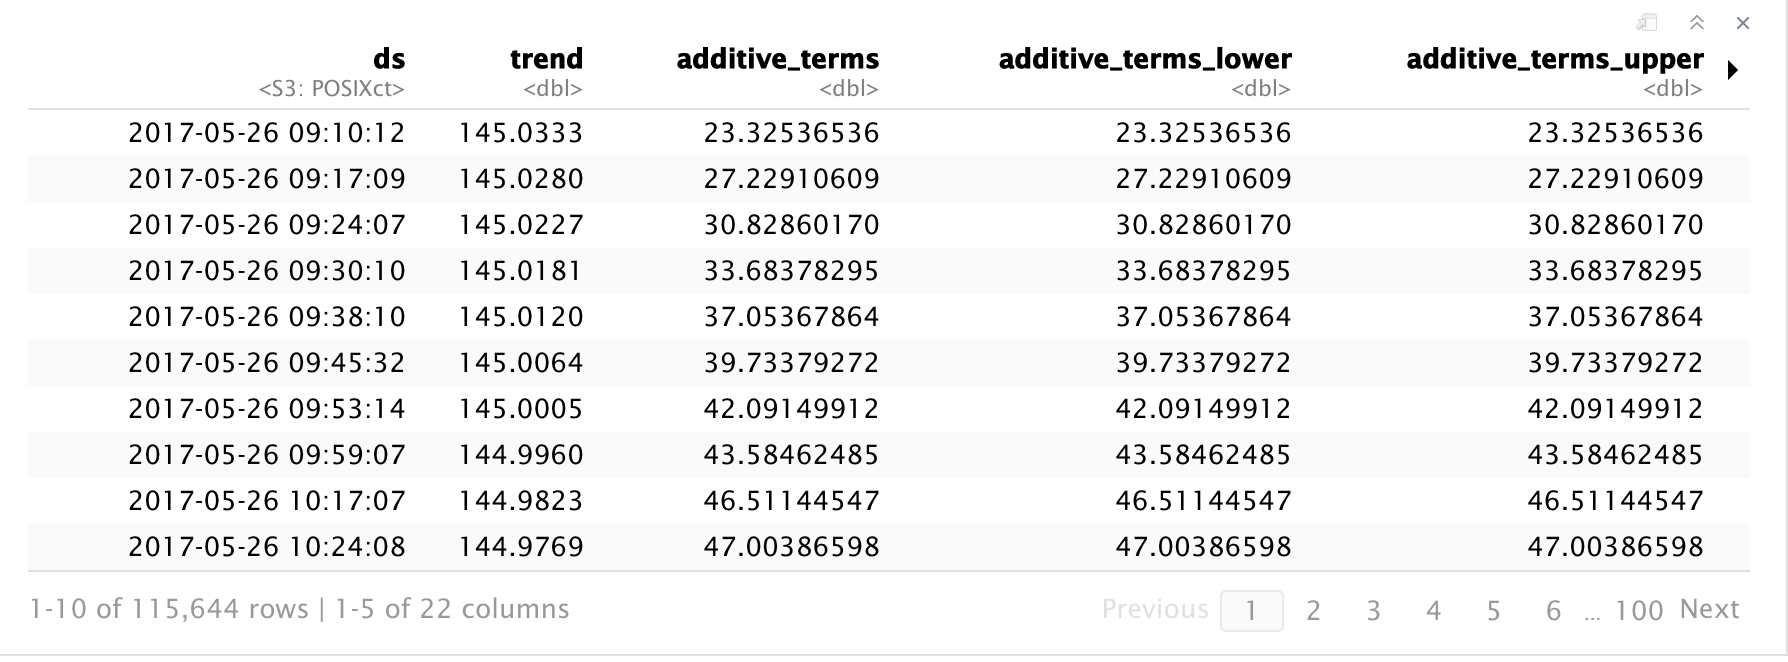 ds trend additive_terms additive_terms_lower additive_terms_upper
<S3: POSIXct> <dbl> <dbl> <dbl> <dbl>
2017-05-26 09:10:12 145.0333 23.32536536 23.32536536 23.32536536
2017-05-26 09:17:09 145.0280 27.22910609 27.22910609 27.22910609
2017-05-26 09:24:07 145.0227 30.82860170 30.82860170 30.82860170
2017-05-26 09:30:10 145.0181 33.68378295 33.68378295 33.68378295
2017-05-26 09:38:10 145.0120 37.05367864 37.05367864 37.05367864
2017-05-26 09:45:32 145.0064 39.73379272 39.73379272 39.73379272
2017-05-26 09:53:14 145.0005 42.09149912 42.09149912 42.09149912
2017-05-26 09:59:07 144.9960 43.58462485 43.58462485 43.58462485
2017-05-26 10:17:07 144.9823 46.51144547 46.51144547 46.51144547
2017-05-26 10:24:08 144.9769 47.00386598 47.00386598 47.00386598
1-10 of 115,644 rows | 1-5 of 22 columns Previous 1 2 3 4 5 6 ... 100 Next